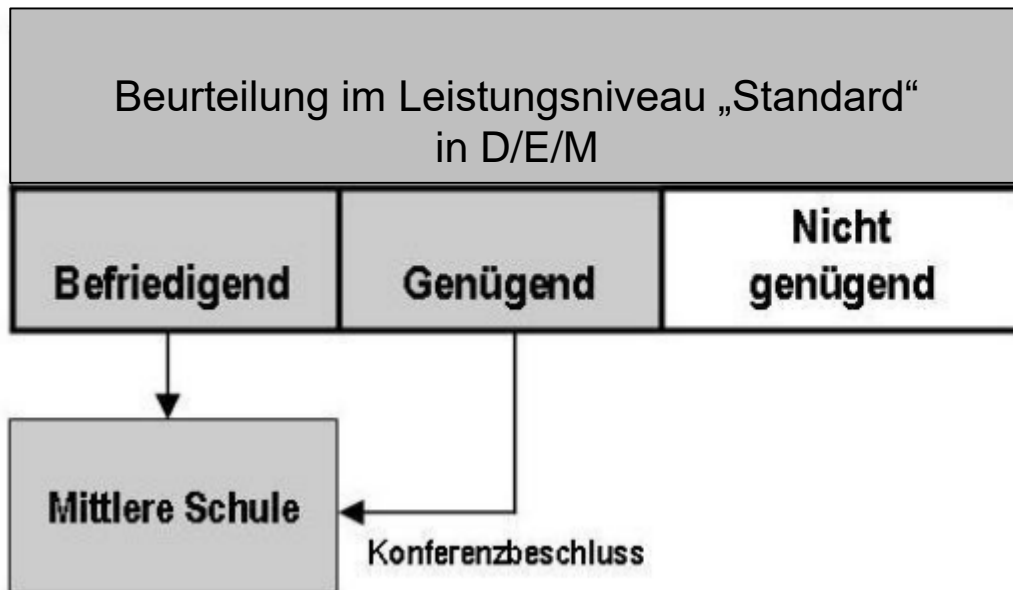 Beurteilung im Leistungsniveau „Standard“
in D/E/M
Befriedigend
Genügend
Nicht
genügend
Mittlere Schule
Konferenzbeschluss